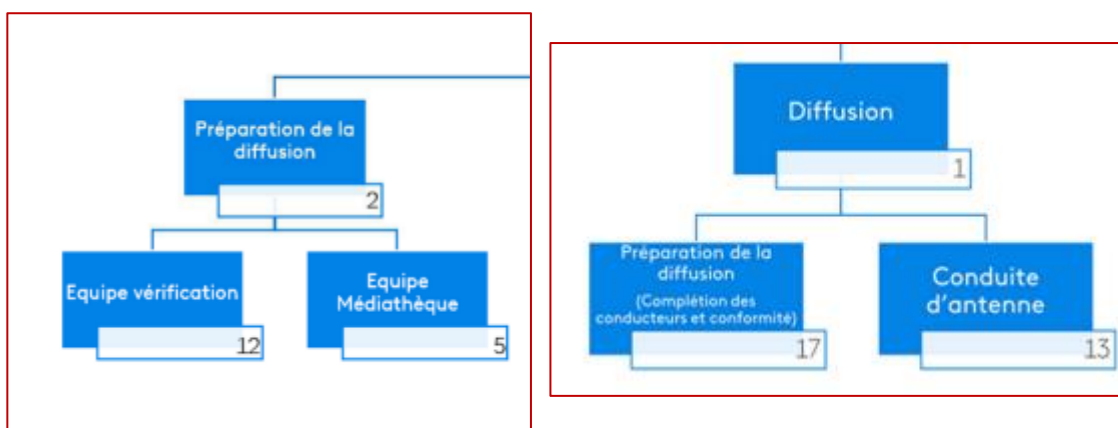 Préparation de la
diffusion
2
Equipe vérification
12
Equipe
Médiathèque
5
Diffusion
1
Préparation de la
diffusion
(Complétion des
conducteurs et conformité)
17
Conduite
d'antenne
13